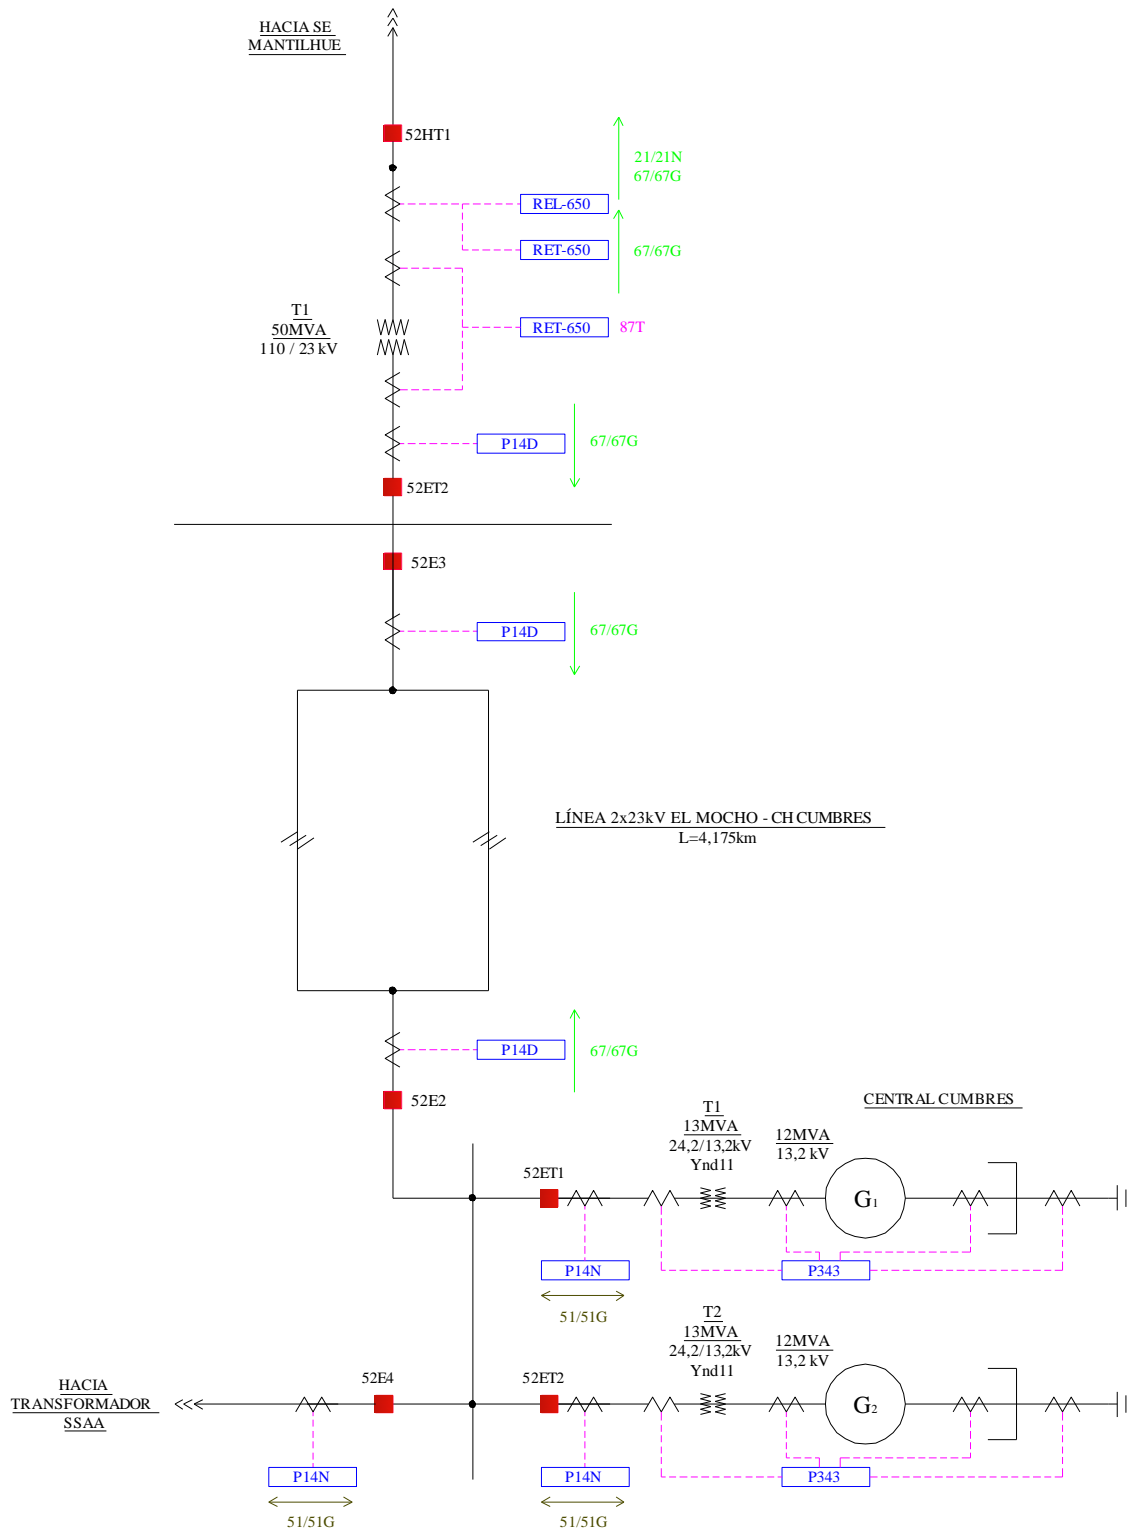 HACIA SE
MANTILHUE
52HT1
21/21N
67/67G
REL-650
RET-650
67/67G
T1
50MVA
110 / 23 kV
RET-650
87T
P14D
67/67G
52ET2
52E3
P14D
67/67G
LÍNEA 2x23kV EL MOCHO - CH CUMBRES
L=4,175km
P14D
67/67G
52E2
CENTRAL CUMBRES
T1
13MVA
24,2/13,2kV
Ynd11
12MVA
13,2 kV
52ET1
G1
P14N
P343
51/51G
T2
13MVA
24,2/13,2kV
Ynd11
12MVA
13,2 kV
HACIA
TRANSFORMADOR
SSAA
52E4
52ET2
G2
P14N
P14N
P343
51/51G
51/51G